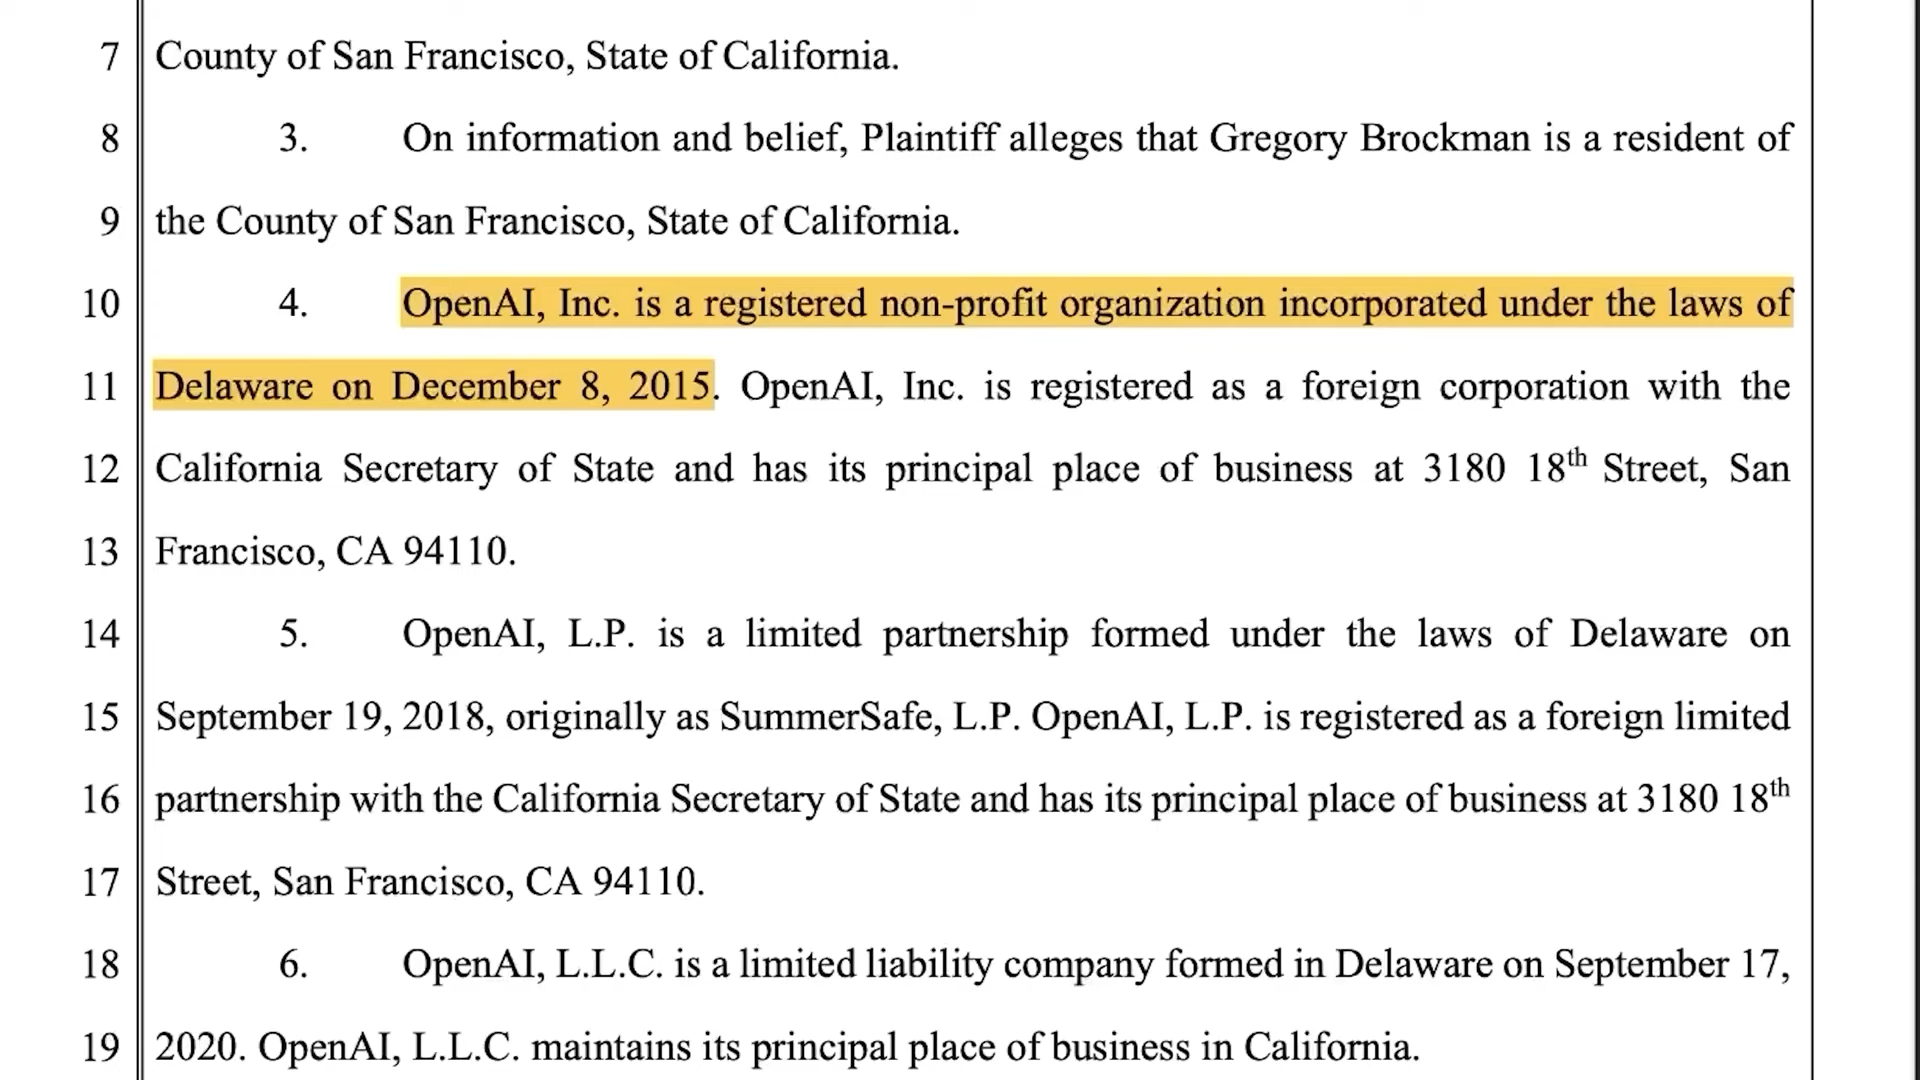 7 County of San Francisco, State of California.
8 3. On information and belief, Plaintiff alleges that Gregory Brockman is a resident of
9 the County of San Francisco, State of California.
10 4. OpenAI, Inc. is a registered non-profit organization incorporated under the laws of
11 Delaware on December 8, 2015. OpenAI, Inc. is registered as a foreign corporation with the
12 California Secretary of State and has its principal place of business at 3180 18th Street, San
13 Francisco, CA 94110.
14 5. OpenAI, L.P. is a limited partnership formed under the laws of Delaware on
15 September 19, 2018, originally as SummerSafe, L.P. OpenAI, L.P. is registered as a foreign limited
16 partnership with the California Secretary of State and has its principal place of business at 3180 18th
17 Street, San Francisco, CA 94110.
18 6. OpenAI, L.L.C. is a limited liability company formed in Delaware on September 17,
19 2020. OpenAI, L.L.C. maintains its principal place of business in California.